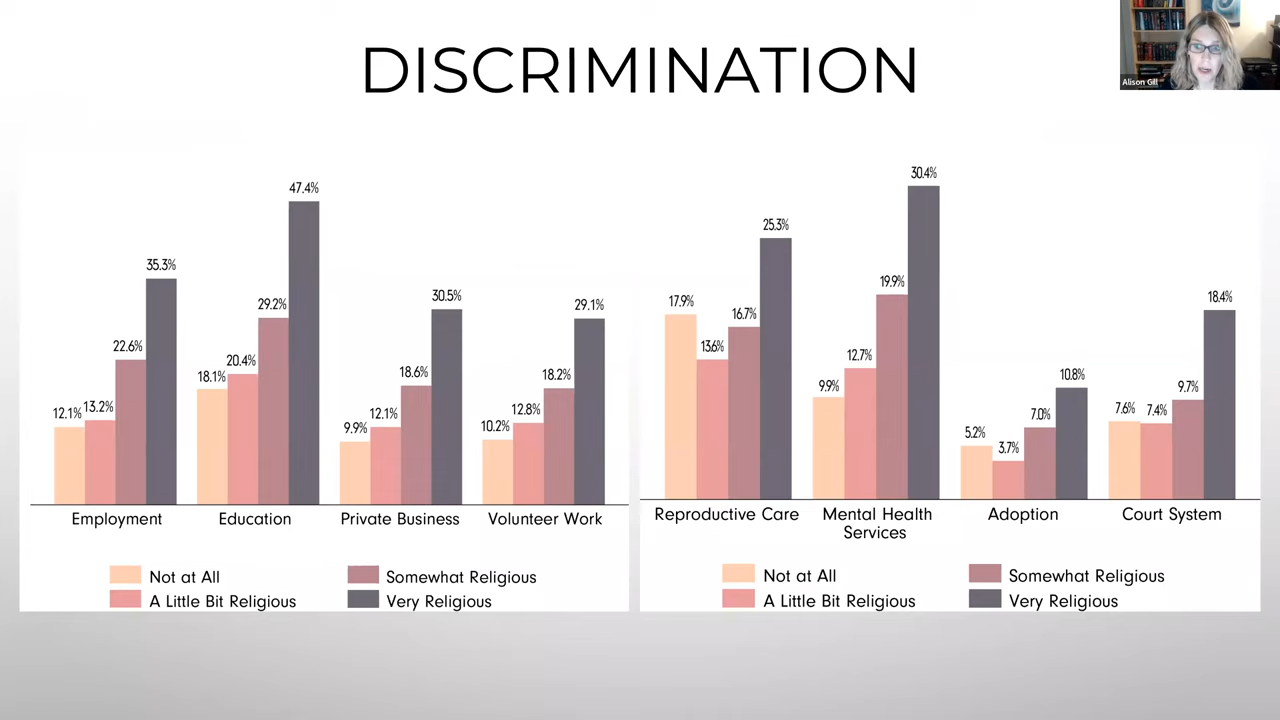 DISCRIMINATION
Alison Gill
47.4%
35.3%
30.5%
29.1%
29.2%
22.6%
18.1%
20.4%
18.6%
18.2%
12.1%
13.2%
9.9%
12.1%
10.2%
12.8%
Employment
Education
Private Business
Volunteer Work
Not at All
Somewhat Religious
A Little Bit Religious
Very Religious
30.4%
25.3%
17.9%
13.6%
16.7%
19.9%
18.4%
9.9%
12.7%
10.8%
5.2%
3.7%
7.0%
7.6%
7.4%
9.7%
Reproductive Care
Mental Health
Services
Adoption
Court System
Not at All
Somewhat Religious
A Little Bit Religious
Very Religious